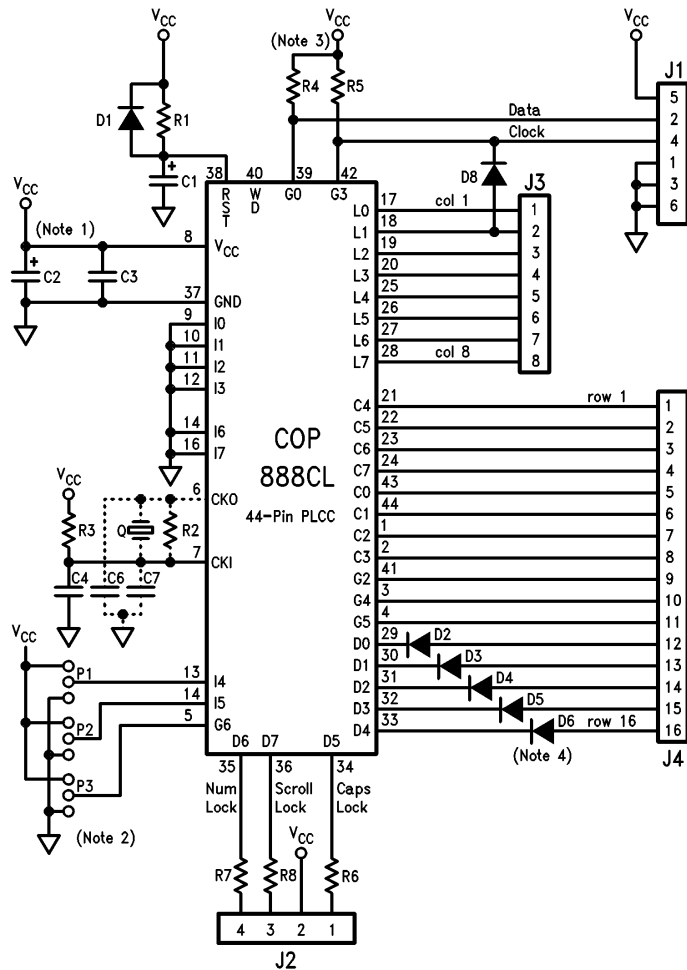 VCC VCC VCC
(Note 3)
J1
R4 R5
5
D1 R1
Data 2
Clock 4
1
38 40 39 42
C1 D8 J3 3
RST WD G0 G3
6
VCC
L0 17 col 1 1
(Note 1)
L1 18 2
8 VCC
L2 19 3
C2 C3
L3 20 4
37 GND
L4 25 5
9 I0
L5 26 6
10 I1
L6 27 7
11 I2
L7 28 col 8 8
12 I3
C4 21 row 1 1
14 I6
C5 22 2
16 I7
COP
C6 23 3
888CL
C7 24 4
VCC
6 CKO
C0 43 5
44-Pin PLCC
C1 44 6
R3 Q R2
C2 1 7
7 CKI
C3 2 8
C4 C6 C7
G2 41 9
G4 3 10
G5 4 11
VCC
D0 29 D2 12
P1 13 I4
D1 30 D3 13
14 I5
D2 31 D4 14
P2 5 G6
D3 32 D5 15
D4 33 D6 row 16 16
D6 D7 D5
(Note 4)
J4
P3
35 36 34
Num Scroll Caps
Lock Lock Lock
(Note 2)
VCC
R7 R8 R6
4 3 2 1
J2